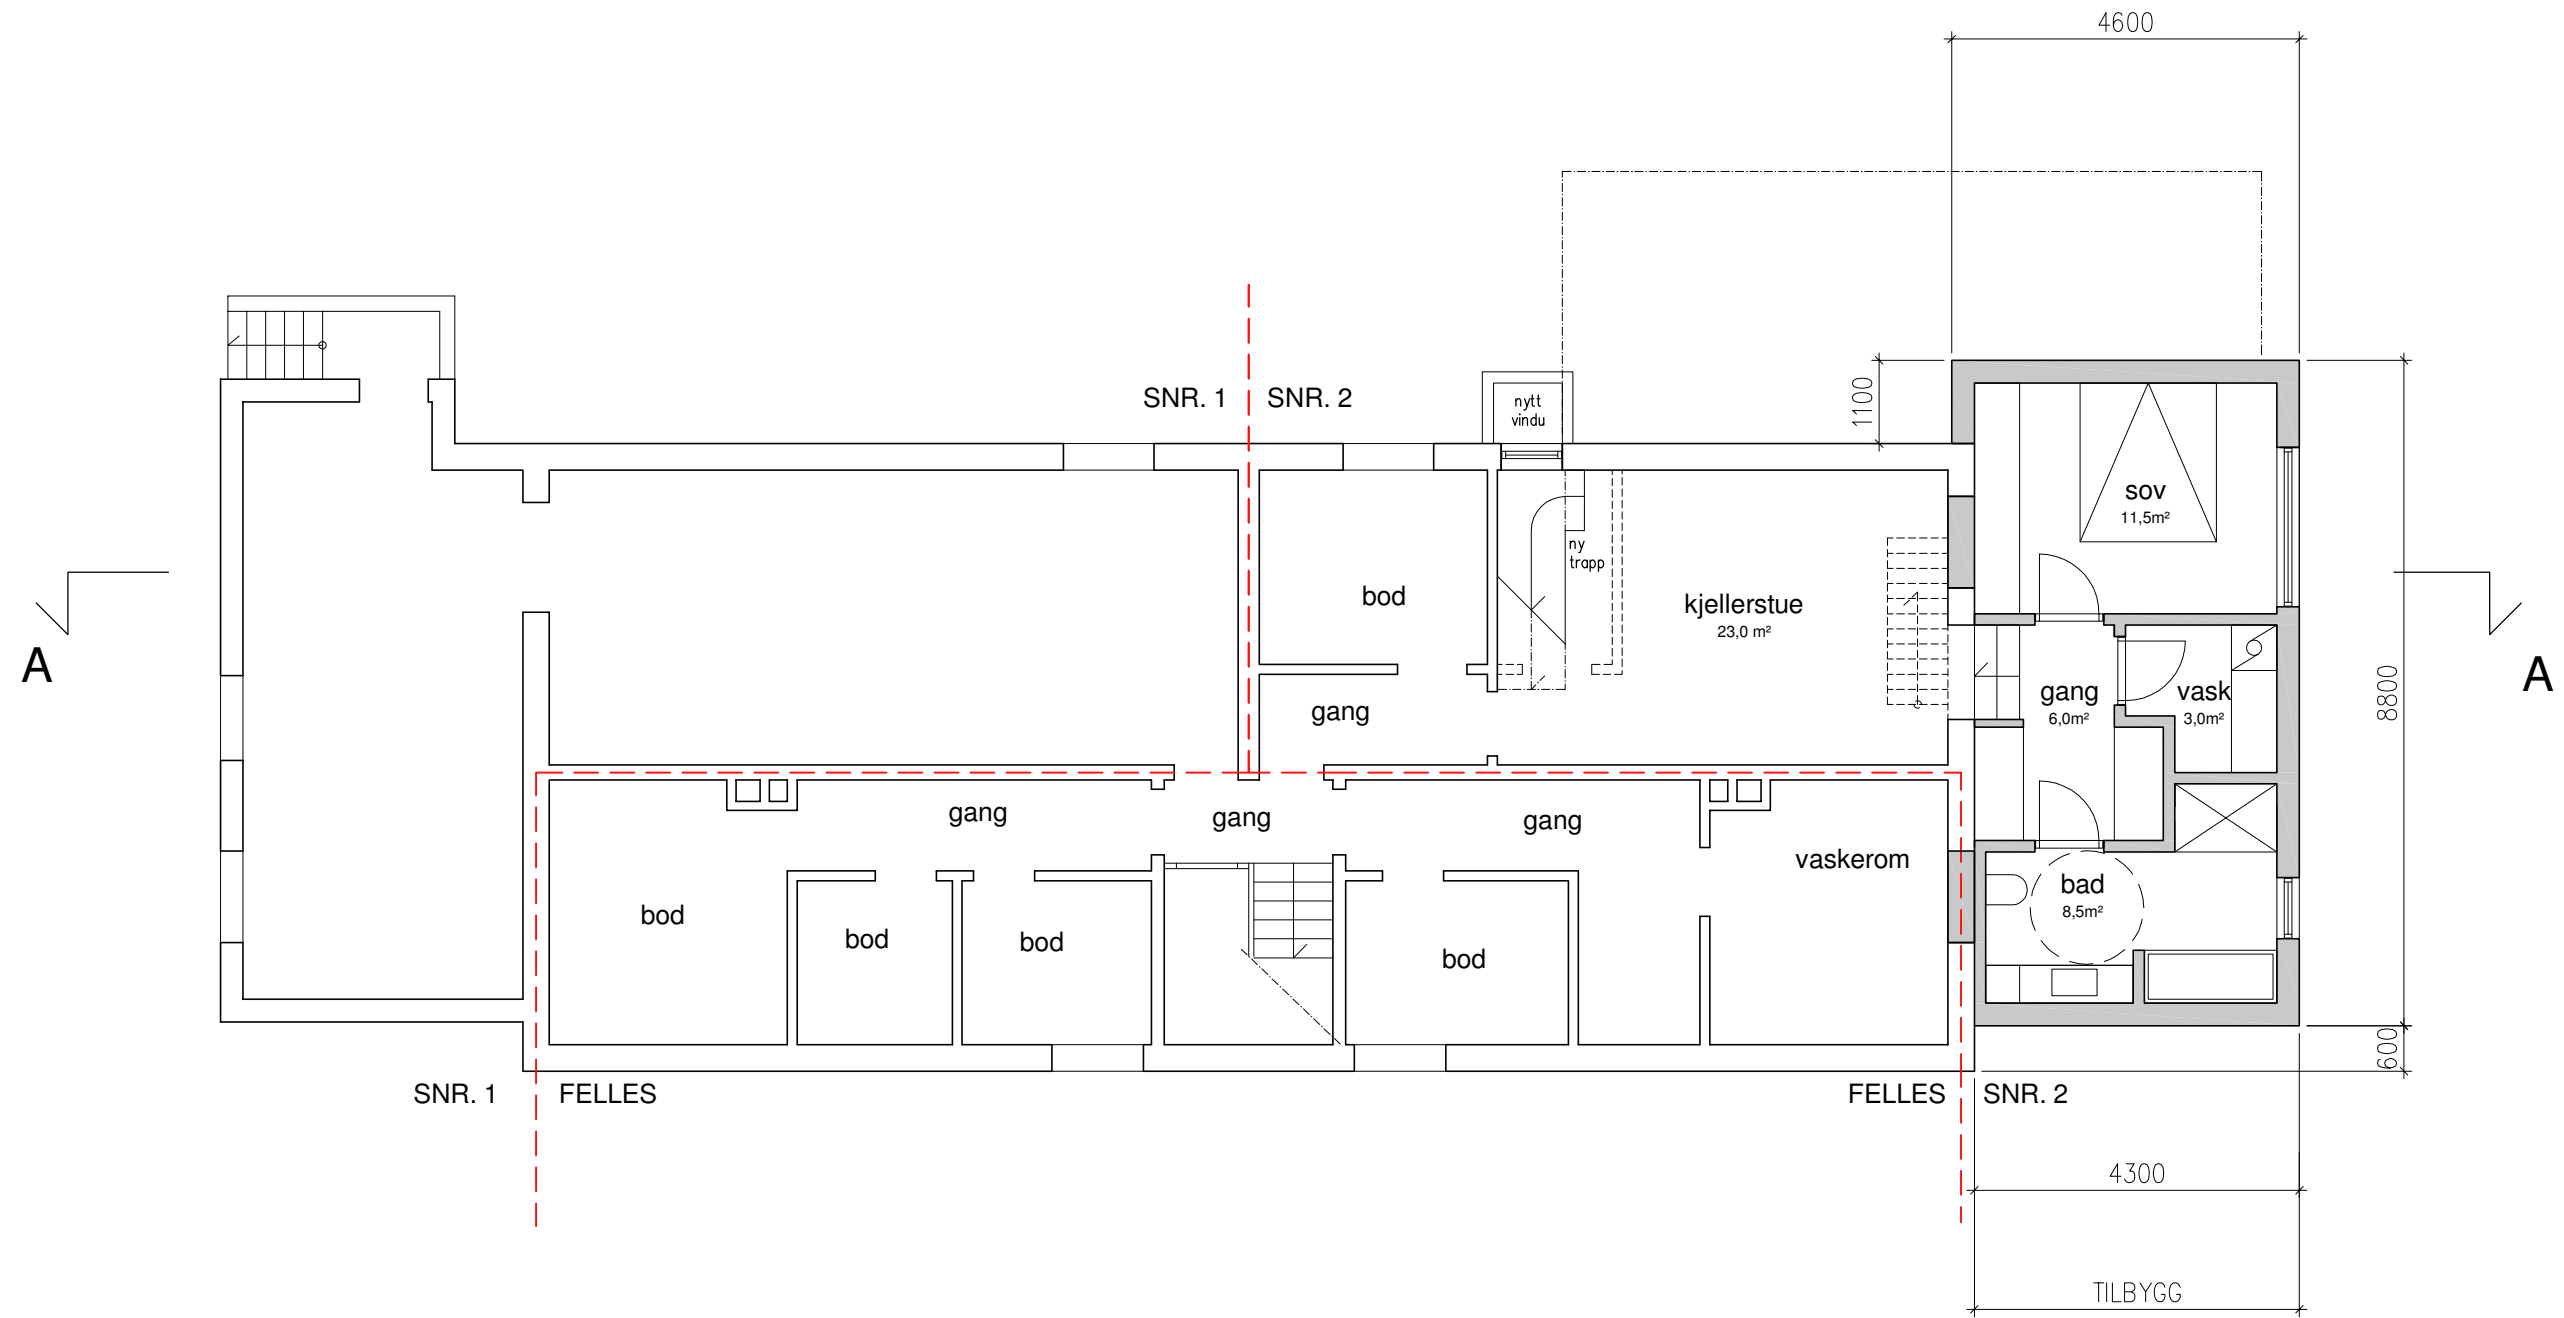 4600
1100
SNR. 1
SNR. 2
nytt
vindu
sov
11,5m²
ny
trapp
bod
kjellerstue
23,0 m²
A
A
gang
6,0m²
vask
3,0m²
8800
gang
gang
gang
gang
vaskerom
bad
8,5m²
bod
bod
bod
bod
600
SNR. 1
FELLES
FELLES
SNR. 2
4300
TILBYGG